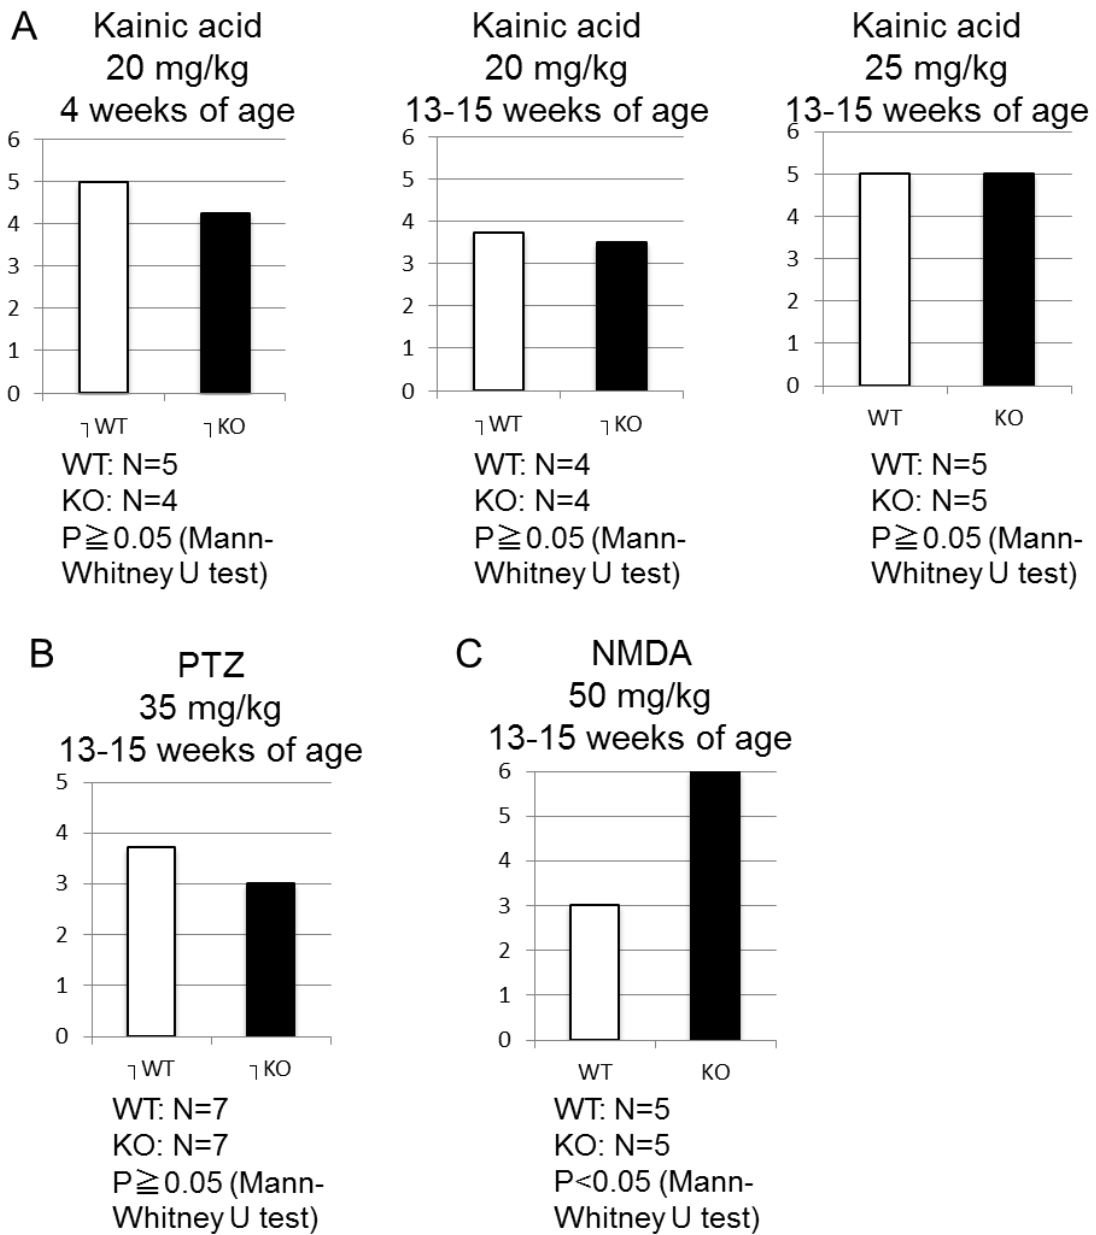 A
Kainic acid
20 mg/kg
4 weeks of age
6
5
4
3
2
1
0
┐WT
┐KO
WT: N=5
KO: N=4
P≧0.05 (Mann-
Whitney U test)
Kainic acid
20 mg/kg
13-15 weeks of age
6
5
4
3
2
1
0
┐WT
┐KO
WT: N=4
KO: N=4
P≧0.05 (Mann-
Whitney U test)
Kainic acid
25 mg/kg
13-15 weeks of age
6
5
4
3
2
1
0
WT
KO
WT: N=5
KO: N=5
P≧0.05 (Mann-
Whitney U test)
B
PTZ
35 mg/kg
13-15 weeks of age
5
4
3
2
1
0
┐WT
┐KO
WT: N=7
KO: N=7
P≧0.05 (Mann-
Whitney U test)
C
NMDA
50 mg/kg
13-15 weeks of age
6
5
4
3
2
1
0
WT
KO
WT: N=5
KO: N=5
P<0.05 (Mann-
Whitney U test)